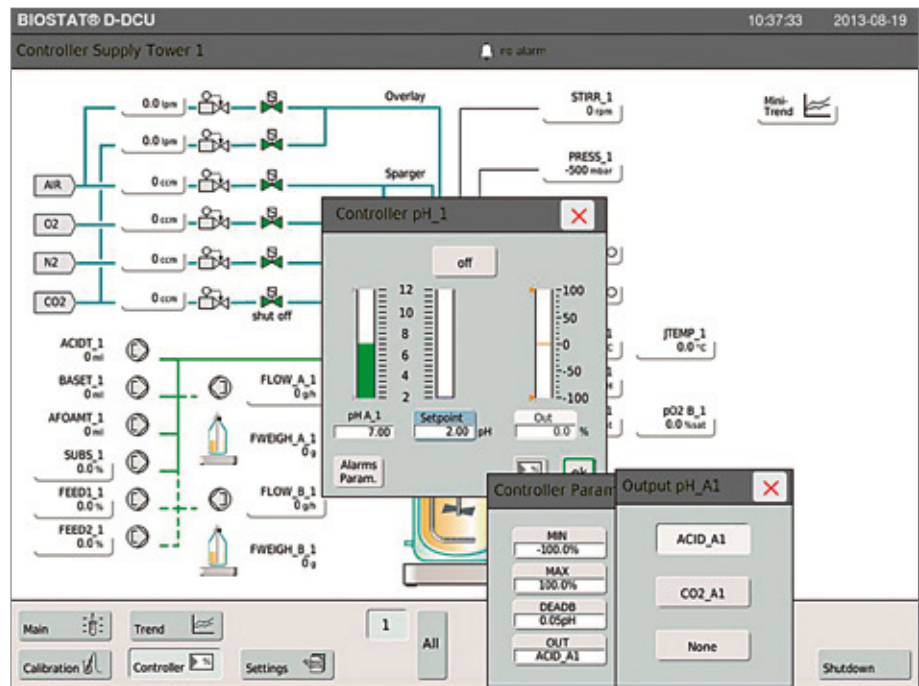 BIOSTAT® D-DCU
10:37:33 2013-08-19
Controller Supply Tower 1
no alarm
0.0 lpm
Overlay
STIRR_1
0 rpm
Mini-
Trend
0.0 lpm
PRESS_1
-500 mbar
AIR
0 ccm
Sparger
O2
0 ccm
N2
0 ccm
CO2
0 ccm
shut off
Controller pH_1
off
12
10
8
6
4
2
100
50
0
-50
-100
pH A_1
7.00
Setpoint
2.00 pH
Out
0.0 %
Alarms
Param.
ok
JTEMP_1
0.0 °C
pO2 B_1
0.0 %sat
ACIDT_1
0 ml
BASET_1
0 ml
AFOAMT_1
0 ml
SUBS_1
0.0 %
FEED1_1
0.0 %
FEED2_1
0.0 %
FLOW_A_1
0 g/h
FWEIGH_A_1
0 g
FLOW_B_1
0 g/h
FWEIGH_B_1
0 g
Controller Param
MIN
-100.0%
MAX
100.0%
DEADB
0.05pH
OUT
ACID_A1
Output pH_A1
ACID_A1
CO2_A1
None
Main
Trend
1
All
Calibration
Controller
Settings
Shutdown